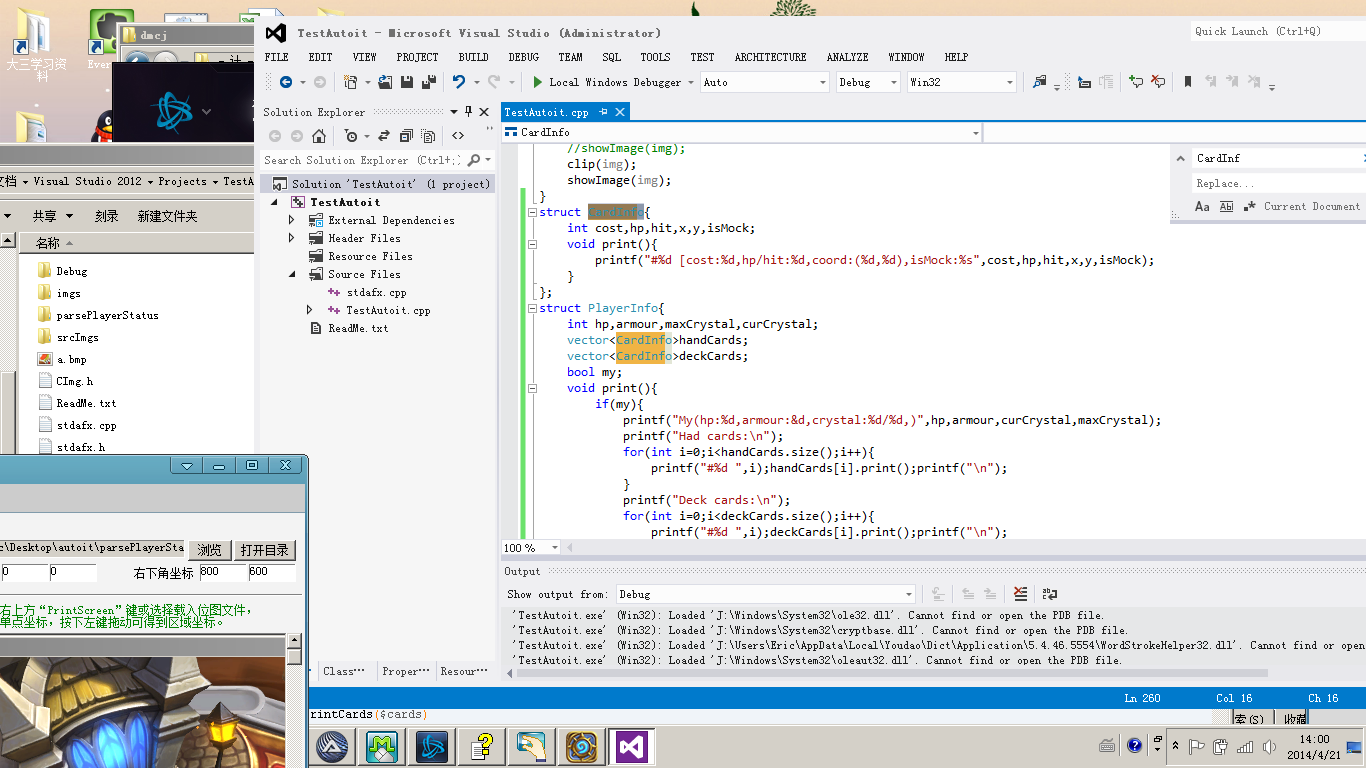 大三学习资料
Ever
dmcj
TestAutoit - Microsoft Visual Studio (Administrator)
Quick Launch (Ctrl+Q)
FILE EDIT VIEW PROJECT BUILD DEBUG TEAM SQL TOOLS TEST ARCHITECTURE ANALYZE WINDOW HELP
Local Windows Debugger Auto Debug Win32
Solution Explorer
Search Solution Explorer (Ctrl+;)
Solution 'TestAutoit' (1 project)
TestAutoit
External Dependencies
Header Files
Resource Files
Source Files
stdafx.cpp
TestAutoit.cpp
ReadMe.txt
文档 Visual Studio 2012 Projects TestA
共享 刻录 新建文件夹
名称
Debug
imgs
parsePlayerStatus
srcImgs
a.bmp
CImg.h
ReadMe.txt
stdafx.cpp
stdafx.h
TestAutoit.cpp
CardInfo
//showImage(img);
clip(img);
showImage(img);
}
struct CardInfo{
int cost,hp,hit,x,y,isMock;
void print(){
printf("#%d [cost:%d,hp/hit:%d,coord:(%d,%d),isMock:%s",cost,hp,hit,x,y,isMock);
}
};
struct PlayerInfo{
int hp,armour,maxCrystal,curCrystal;
vector<CardInfo>handCards;
vector<CardInfo>deckCards;
bool my;
void print(){
if(my){
printf("My(hp:%d,armour:&d,crystal:%d/%d,)",hp,armour,curCrystal,maxCrystal);
printf("Had cards:\n");
for(int i=0;i<handCards.size();i++){
printf("#%d ",i);handCards[i].print();printf("\n");
}
printf("Deck cards:\n");
for(int i=0;i<deckCards.size();i++){
printf("#%d ",i);deckCards[i].print();printf("\n");
CardInf
Replace...
Aa Ab Current Document
100 %
Output
Show output from: Debug
'TestAutoit.exe' (Win32): Loaded 'J:\Windows\System32\ole32.dll'. Cannot find or open the PDB file.
'TestAutoit.exe' (Win32): Loaded 'J:\Windows\System32\cryptbase.dll'. Cannot find or open the PDB file.
'TestAutoit.exe' (Win32): Loaded 'J:\Users\Eric\AppData\Local\Youdao\Dict\Application\5.4.46.5554\WordStrokeHelper32.dll'. Cannot find or open
'TestAutoit.exe' (Win32): Loaded 'J:\Windows\System32\oleaut32.dll'. Cannot find or open the PDB file.
c\Desktop\autoit\parsePlayerSta 浏览 打开目录
0 0 右下角坐标 800 600
右上方“PrintScreen”键或选择载入位图文件，
单点坐标，按下左键拖动可得到区域坐标。
Class... Proper... Resour...
Ln 260 Col 16 Ch 16
rintCards($cards)
索(S) 收藏
14:00
2014/4/21